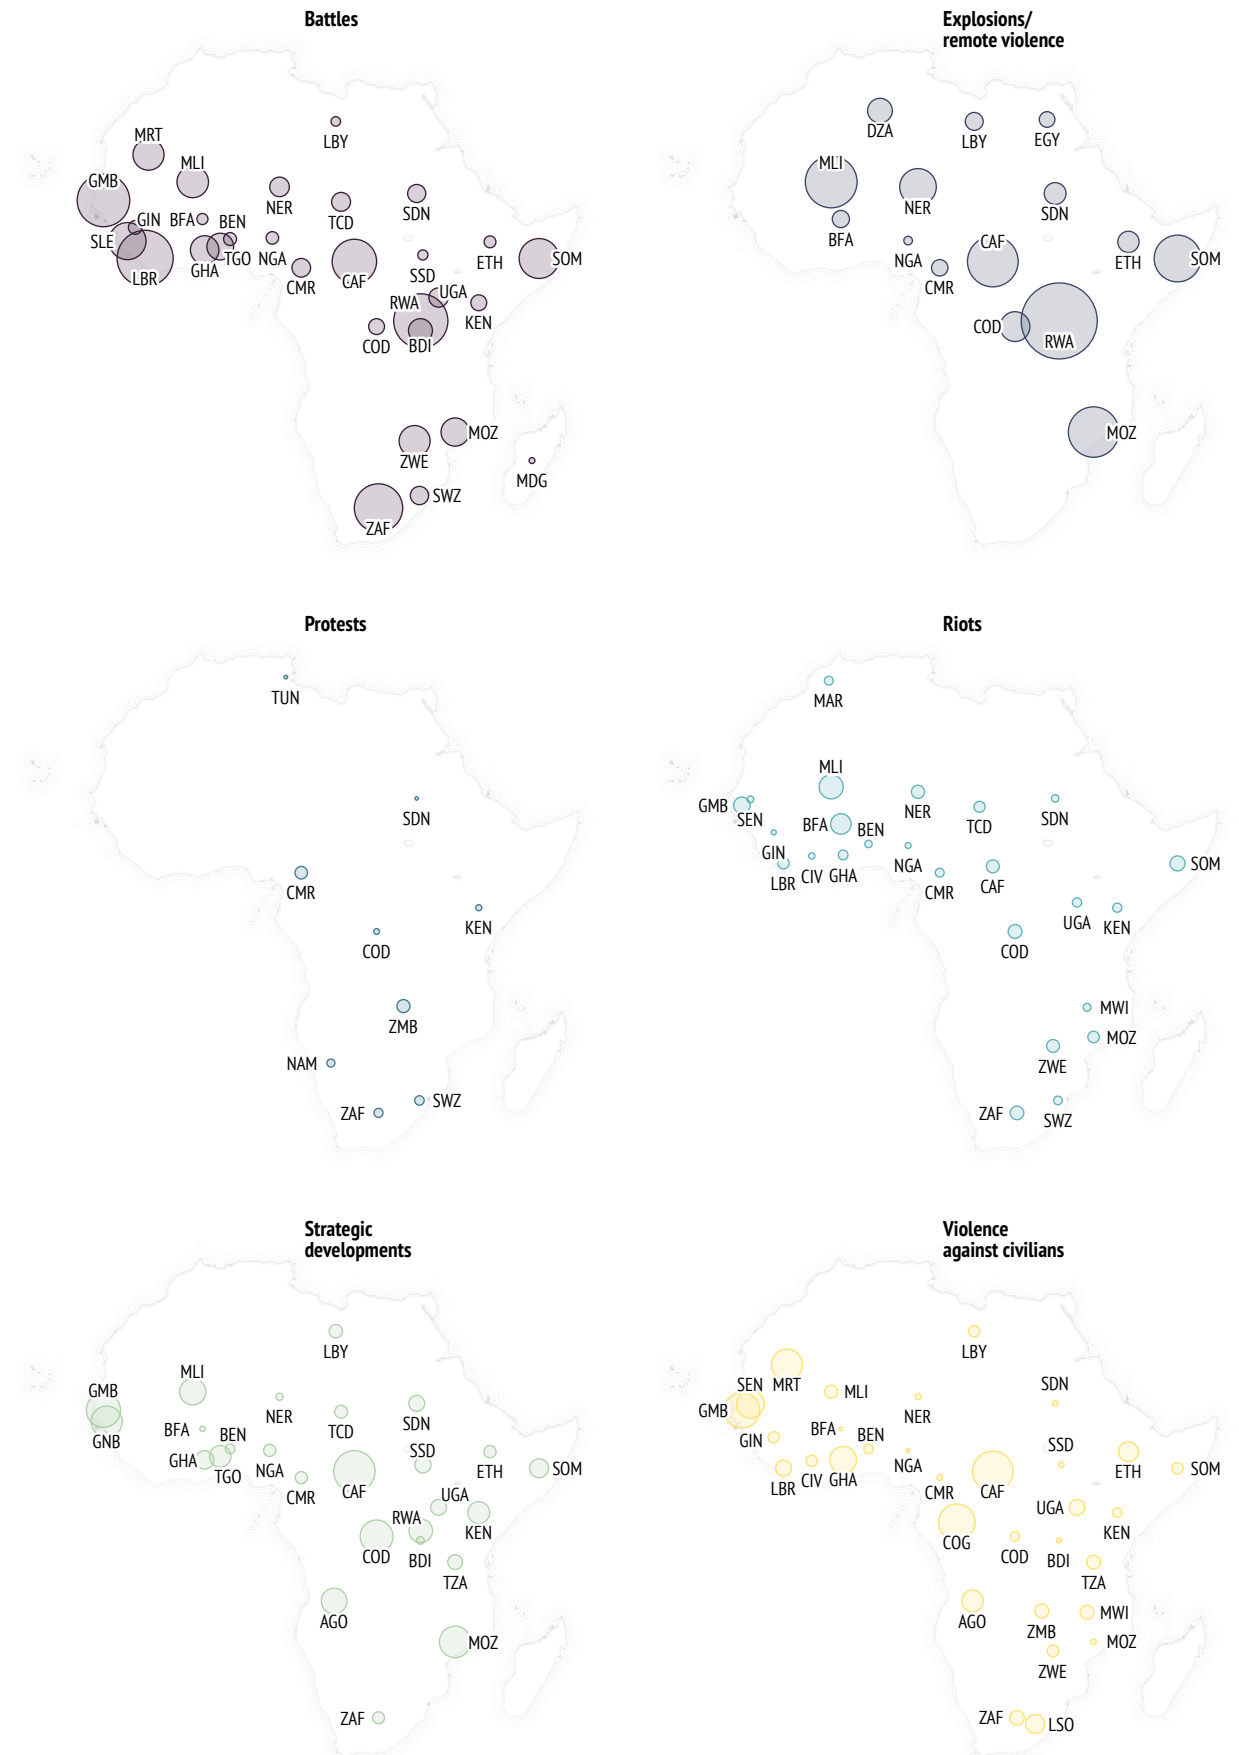 Battles
MRT
LBY
MLI
GMB
NER
SDN
GIN
BFA
BEN
TCD
SLE
TGO
NGA
ETH
SOM
GHA
SSD
LBR
CMR
CAF
UGA
RWA
KEN
COD
BDI
MOZ
ZWE
MDG
SWZ
ZAF
Explosions/
remote violence
DZA
LBY
EGY
MLI
NER
SDN
BFA
NGA
CAF
ETH
SOM
CMR
COD
RWA
MOZ
Protests
TUN
SDN
CMR
KEN
COD
ZMB
NAM
ZAF
SWZ
Riots
MAR
MLI
GMB
SEN
NER
SDN
BFA
BEN
TCD
GIN
NGA
SOM
LBR
CIV
GHA
CMR
CAF
UGA
KEN
COD
MWI
MOZ
ZWE
ZAF
SWZ
Strategic
developments
LBY
MLI
GMB
NER
BFA
BEN
TCD
SDN
GNB
SSD
GHA
TGO
NGA
ETH
SOM
CMR
CAF
UGA
RWA
KEN
COD
BDI
TZA
AGO
MOZ
ZAF
Violence
against civilians
LBY
SEN
MRT
MLI
SDN
GMB
NER
BFA
BEN
GIN
SSD
NGA
ETH
SOM
LBR
CIV
GHA
CMR
CAF
UGA
KEN
COG
COD
BDI
TZA
AGO
ZMB
MWI
MOZ
ZWE
ZAF
LSO